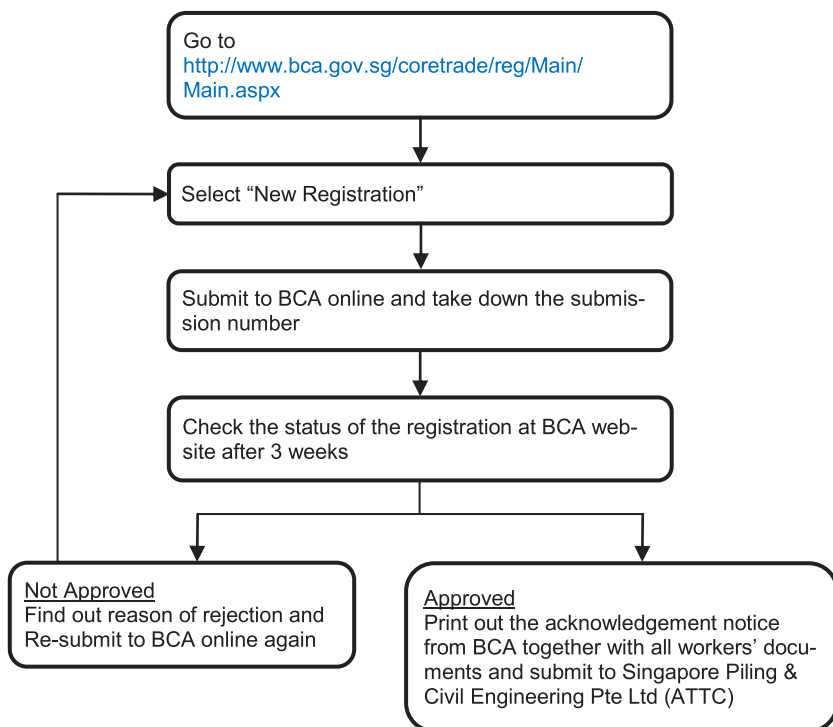 Go to
http://www.bca.gov.sg/coretrade/reg/Main/
Main.aspx
Select “New Registration”
Submit to BCA online and take down the submis-
sion number
Check the status of the registration at BCA web-
site after 3 weeks
Not Approved
Find out reason of rejection and
Re-submit to BCA online again
Approved
Print out the acknowledgement notice
from BCA together with all workers’ docu-
ments and submit to Singapore Piling &
Civil Engineering Pte Ltd (ATTC)